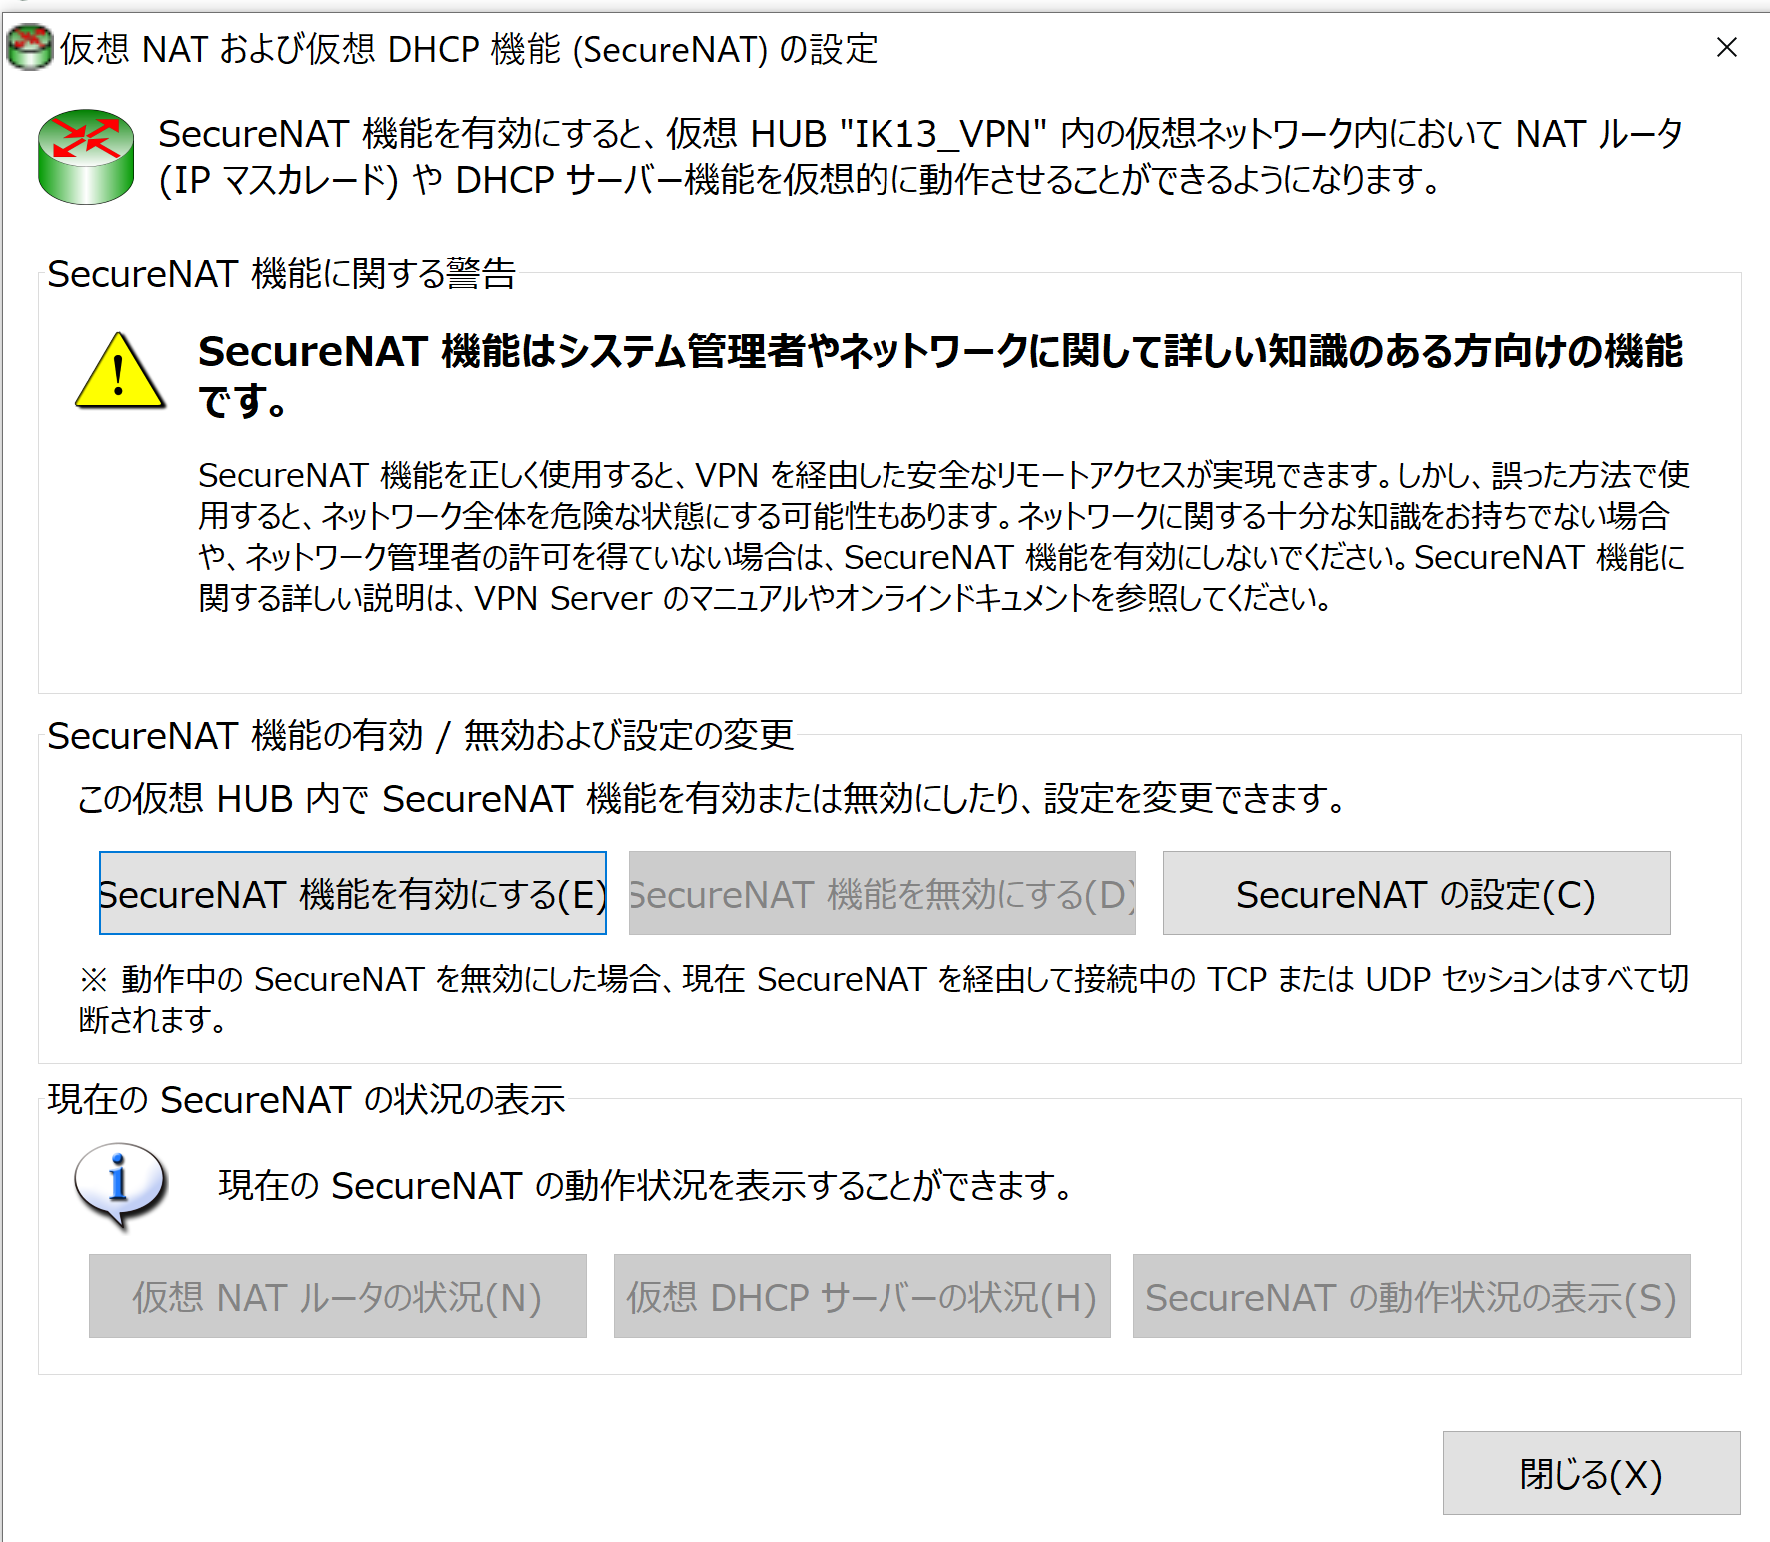 仮想 NAT および仮想 DHCP 機能 (SecureNAT) の設定
SecureNAT 機能を有効にすると、仮想 HUB "IK13_VPN" 内の仮想ネットワーク内において NAT ルータ
(IP マスカレード) や DHCP サーバー機能を仮想的に動作させることができるようになります。
SecureNAT 機能に関する警告
SecureNAT 機能はシステム管理者やネットワークに関して詳しい知識のある方向けの機能
です。
SecureNAT 機能を正しく使用すると、VPN を経由した安全なリモートアクセスが実現できます。しかし、誤った方法で使
用すると、ネットワーク全体を危険な状態にする可能性もあります。ネットワークに関する十分な知識をお持ちでない場合
や、ネットワーク管理者の許可を得ていない場合は、SecureNAT 機能を有効にしないでください。SecureNAT 機能に
関する詳しい説明は、VPN Server のマニュアルやオンラインドキュメントを参照してください。
SecureNAT 機能の有効 / 無効および設定の変更
この仮想 HUB 内で SecureNAT 機能を有効または無効にしたり、設定を変更できます。
SecureNAT 機能を有効にする(E)
SecureNAT 機能を無効にする(D)
SecureNAT の設定(C)
※ 動作中の SecureNAT を無効にした場合、現在 SecureNAT を経由して接続中の TCP または UDP セッションはすべて切
断されます。
現在の SecureNAT の状況の表示
現在の SecureNAT の動作状況を表示することができます。
仮想 NAT ルータの状況(N)
仮想 DHCP サーバーの状況(H)
SecureNAT の動作状況の表示(S)
閉じる(X)